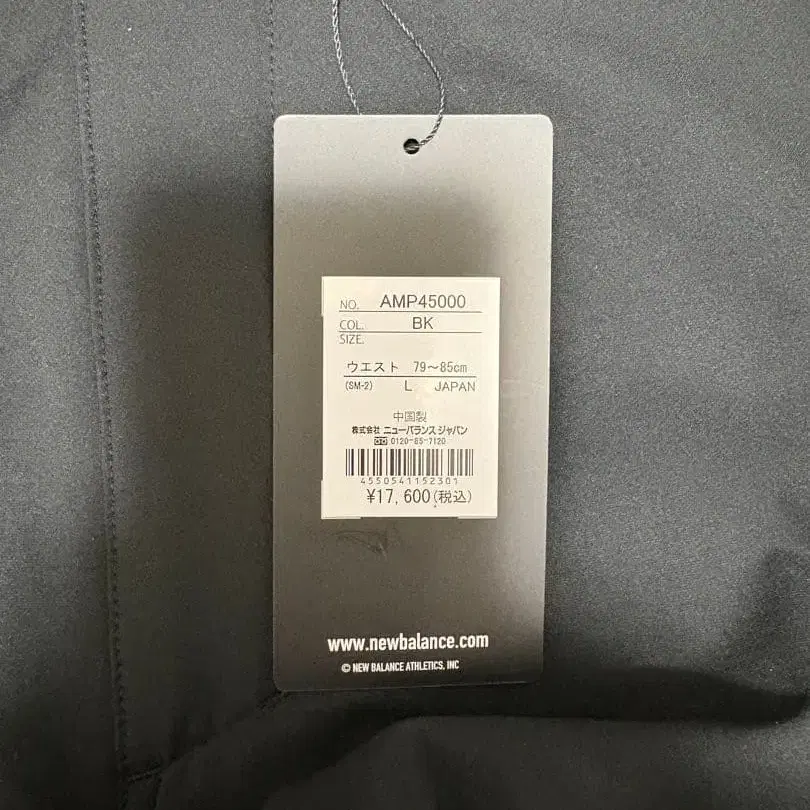 NO. AMP45000
COL. BK
SIZE.
ウエスト 79〜85cm
(SM-2) L JAPAN
中国製
株式会社 ニューバランス ジャパン
0120-85-7120
4550541152301
¥17,600(税込)
www.newbalance.com
© NEW BALANCE ATHLETICS, INC